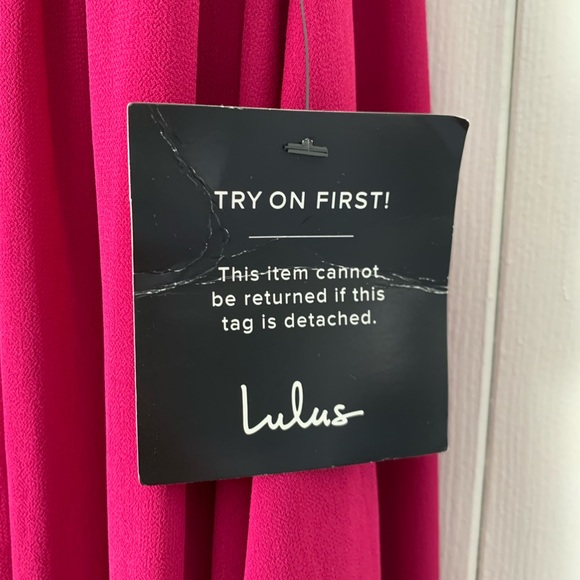 TRY ON FIRST!
This item cannot
be returned if this
tag is detached.
Lulus